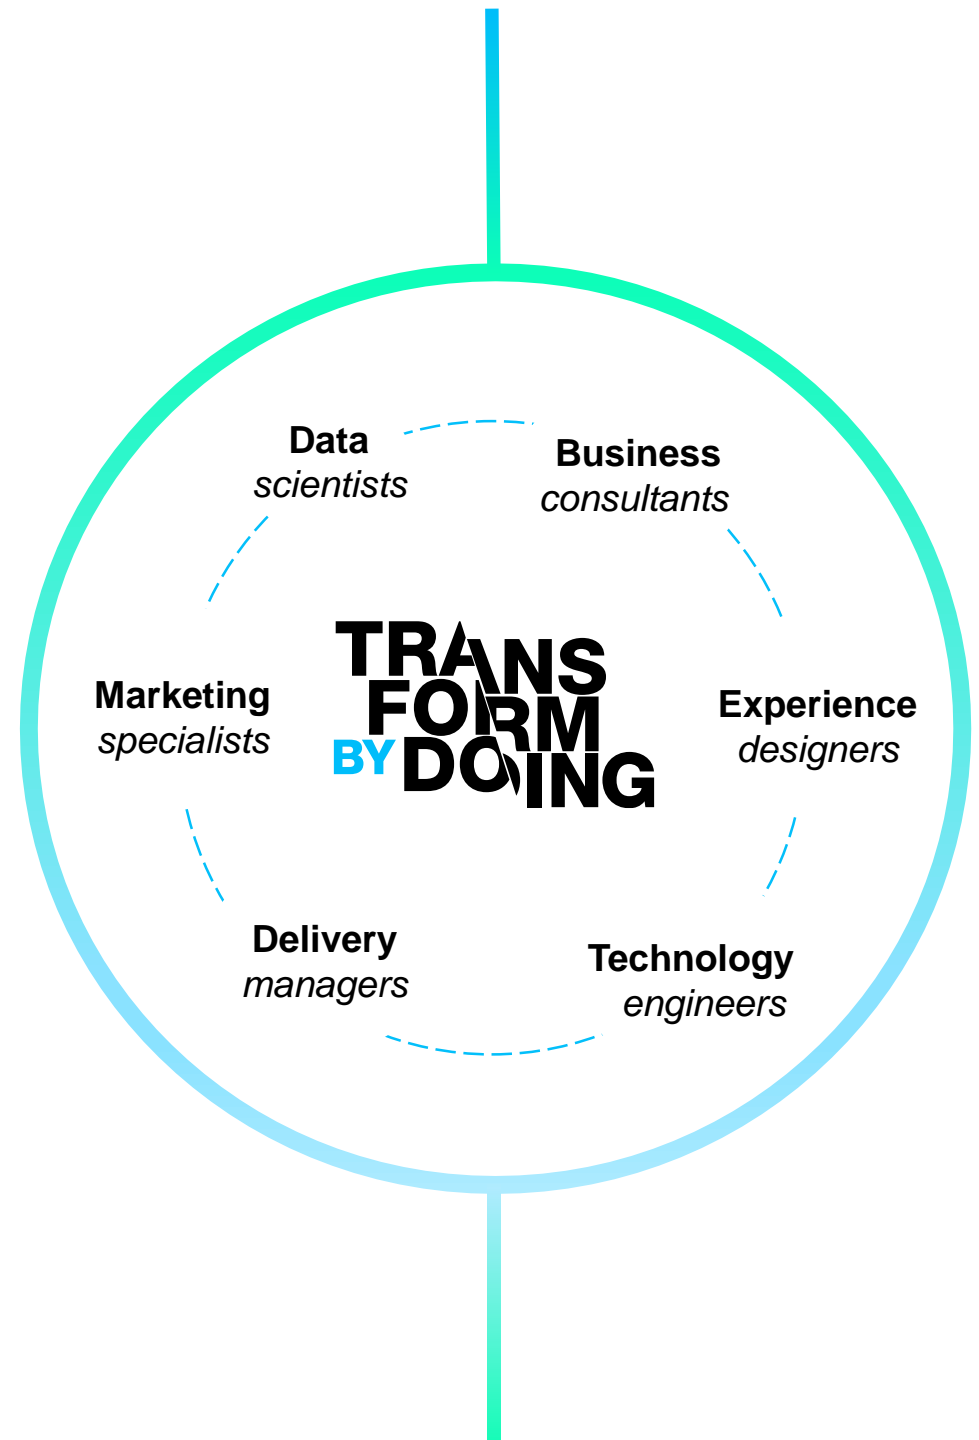 Data
scientists
Business
consultants
TRANS
FORM
BY DOING
Marketing
specialists
Experience
designers
Delivery
managers
Technology
engineers